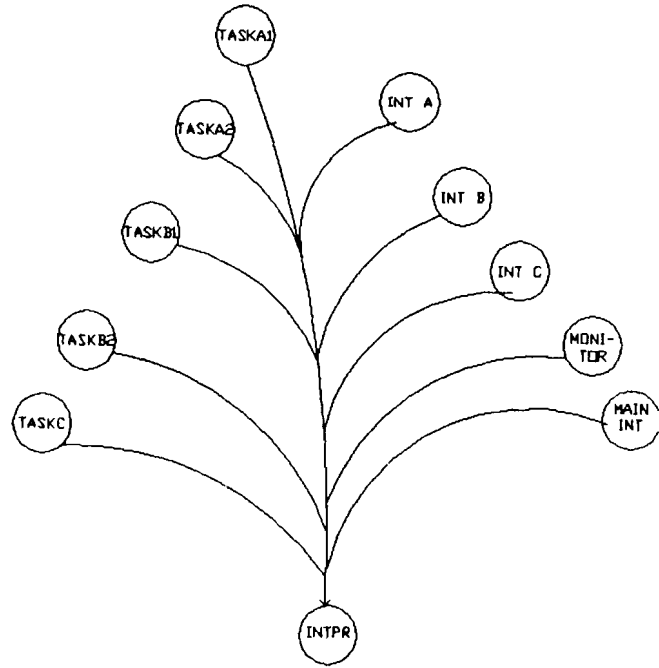 TASKA1
INT A
TASKA2
INT B
TASKB1
INT C
TASKB2
MONI-
TOR
MAIN
INT
TASKC
INTPR